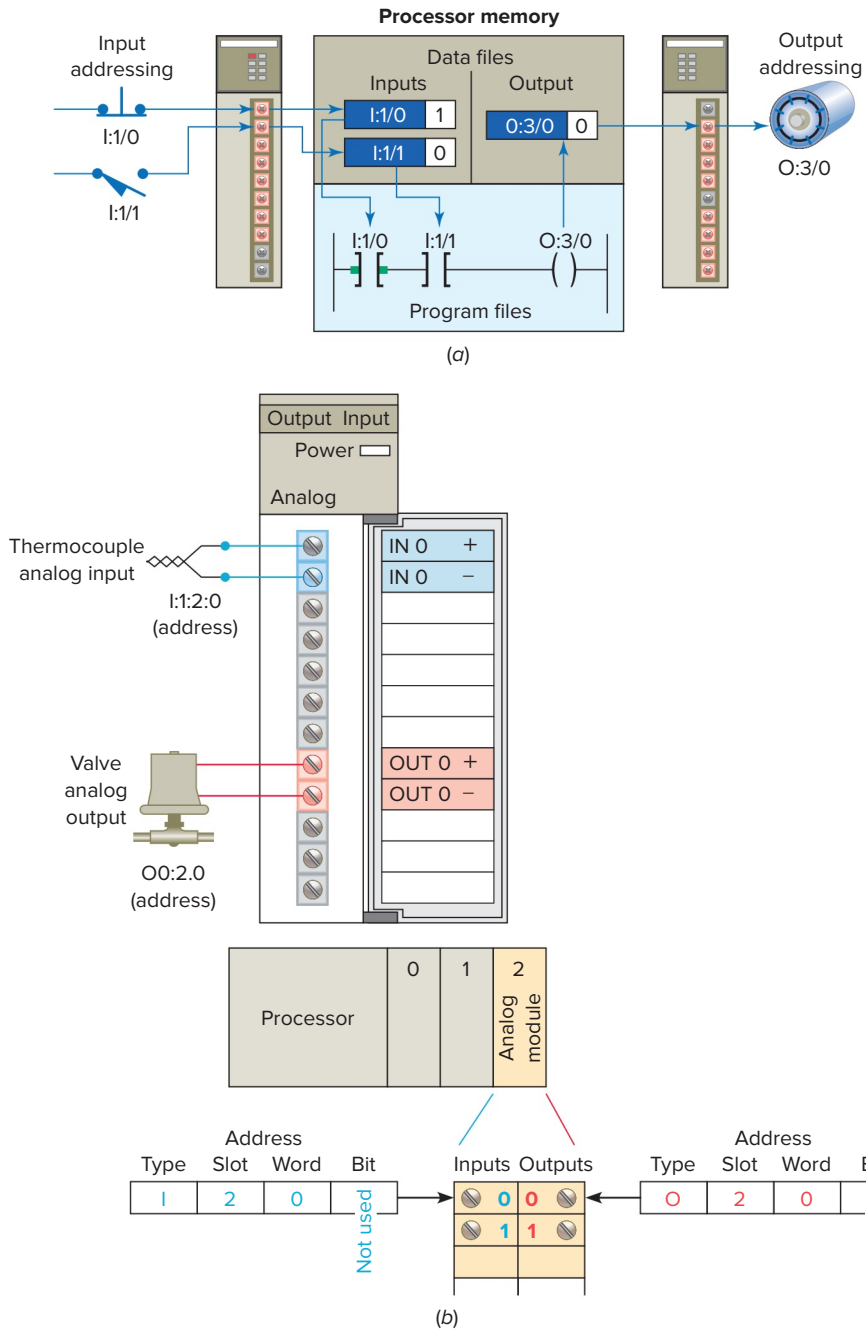 Processor memory
Input
addressing
I:1/0
I:1/1
Data files
Inputs
Output
I:1/0 1
I:1/1 0
0:3/0 0
I:1/0 I:1/1 O:3/0
Program files
Output
addressing
O:3/0
(a)
Output Input
Power
Analog
Thermocouple
analog input
I:1:2:0
(address)
IN 0 +
IN 0 −
Valve
analog
output
O0:2.0
(address)
OUT 0 +
OUT 0 −
Processor
0
1
2
Analog
module
Address
Type Slot Word Bit
I 2 0 Not used
Inputs Outputs
0 0
1 1
Address
Type Slot Word
O 2 0
(b)